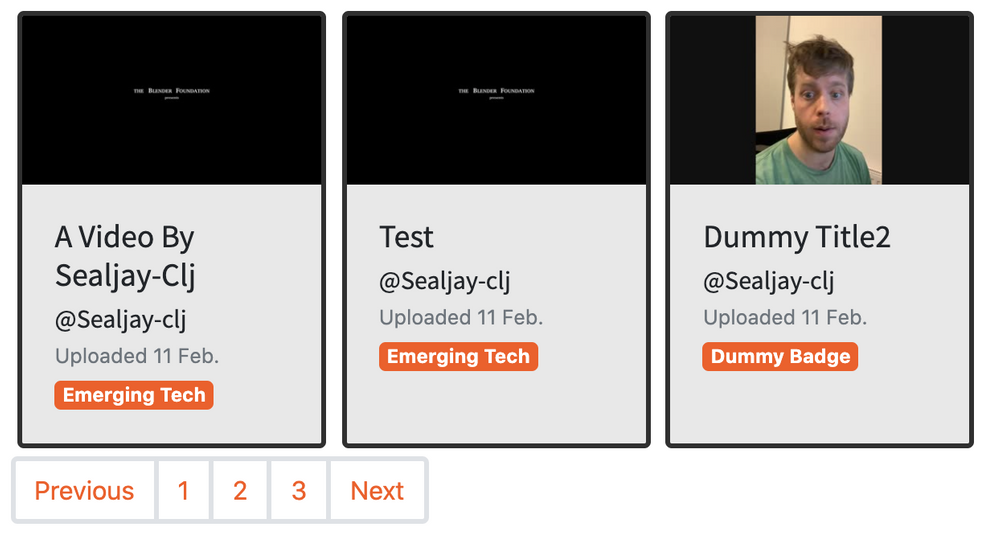 THE BLENDER FOUNDATION
presents
A Video By
Sealjay-Clj
@Sealjay-clj
Uploaded 11 Feb.
Emerging Tech
THE BLENDER FOUNDATION
presents
Test
@Sealjay-clj
Uploaded 11 Feb.
Emerging Tech
Dummy Title2
@Sealjay-clj
Uploaded 11 Feb.
Dummy Badge
Previous 1 2 3 Next